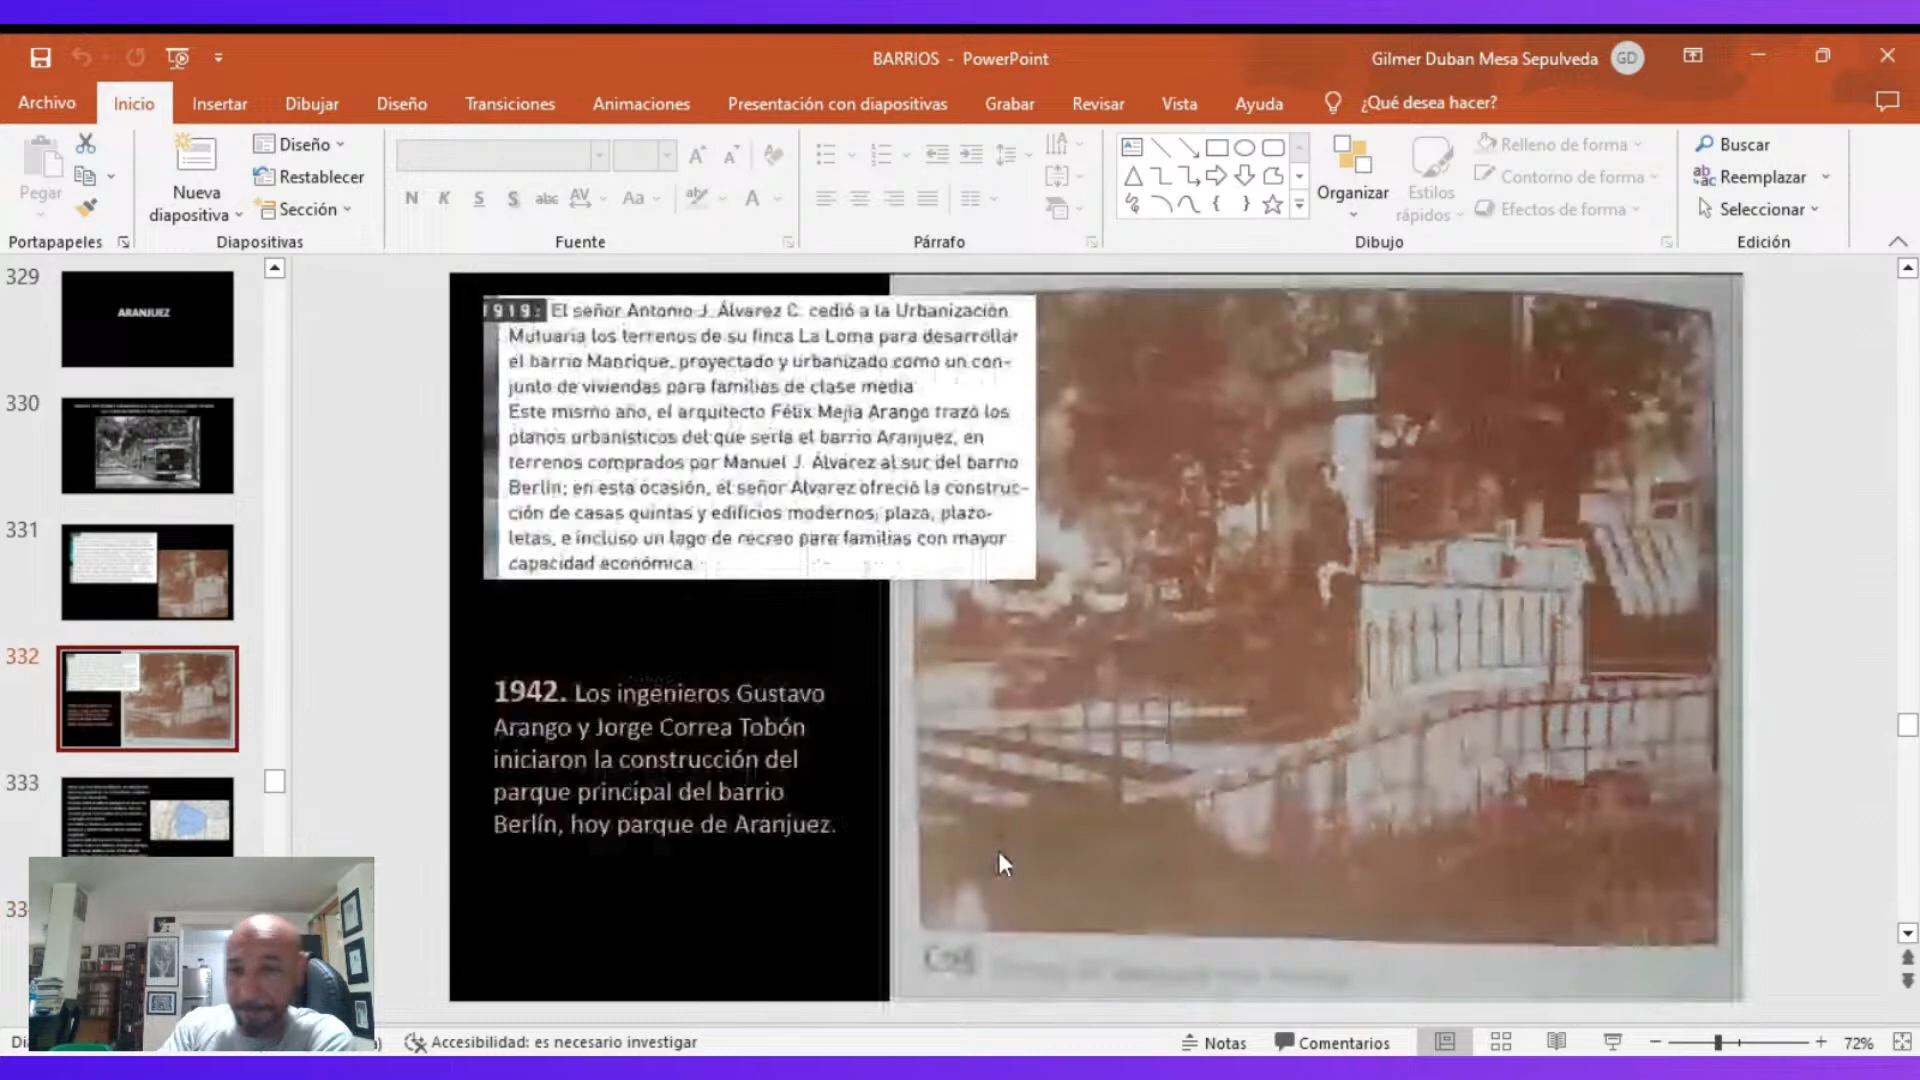 BARRIOS - PowerPoint
Gilmer Duban Mesa Sepulveda
GD
Archivo
Inicio
Insertar
Dibujar
Diseño
Transiciones
Animaciones
Presentación con diapositivas
Grabar
Revisar
Vista
Ayuda
¿Qué desea hacer?
Pegar
Nueva
diapositiva
Diseño
Restablecer
Sección
N K S S abc AV Aa A
Organizar
Estilos
rápidos
Relleno de forma
Contorno de forma
Efectos de forma
Buscar
Reemplazar
Seleccionar
Portapapeles
Diapositivas
Fuente
Párrafo
Dibujo
Edición
329
ARANJUEZ
330
331
332
333
1919: El señor Antonio J. Álvarez C. cedió a la Urbanización
Mutuaria los terrenos de su finca La Loma para desarrollar
el barrio Manrique, proyectado y urbanizado como un con-
junto de viviendas para familias de clase media
Este mismo año, el arquitecto Félix Mejía Arango trazó los
planos urbanísticos del que sería el barrio Aranjuez, en
terrenos comprados por Manuel J. Álvarez al sur del barrio
Berlín; en esta ocasión, el señor Álvarez ofreció la construc-
ción de casas quintas y edificios modernos, plaza, plazo-
letas, e incluso un lago de recreo para familias con mayor
capacidad económica
1942. Los ingenieros Gustavo
Arango y Jorge Correa Tobón
iniciaron la construcción del
parque principal del barrio
Berlín, hoy parque de Aranjuez.
Accesibilidad: es necesario investigar
Notas
Comentarios
72%